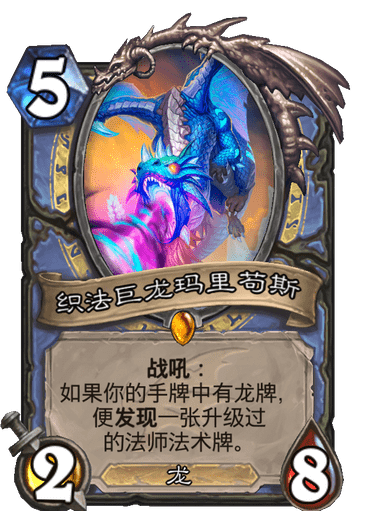 5
织法巨龙玛里苟斯
战吼：
如果你的手牌中有龙牌，
便发现一张升级过
的法师法术牌。
2
龙
8